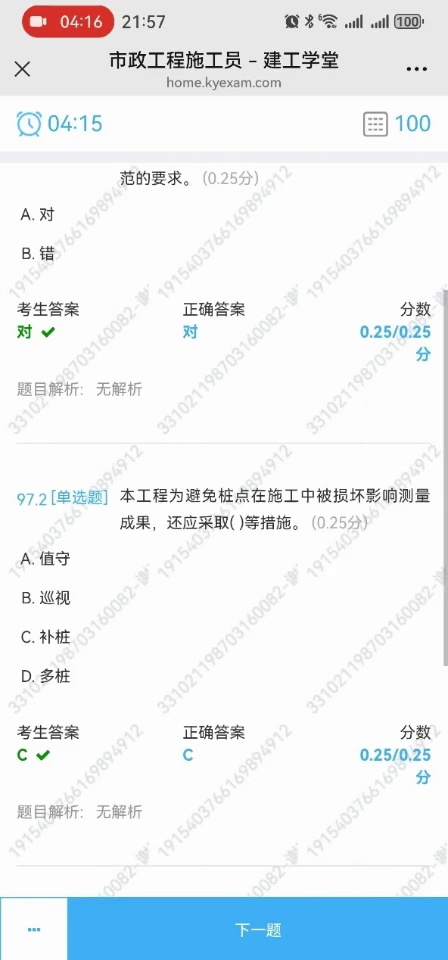 04:16 21:57 100
市政工程施工员 – 建工学堂
home.kyexam.com
04:15 100
范的要求。 (0.25分)
A. 对
B. 错
考生答案 正确答案 分数
对 对 0.25/0.25
分
题目解析: 无解析
97.2 [单选题] 本工程为避免桩点在施工中被损坏影响测量
成果，还应采取( )等措施。 (0.25分)
A. 值守
B. 巡视
C. 补桩
D. 多桩
考生答案 正确答案 分数
C C 0.25/0.25
分
题目解析: 无解析
下一题